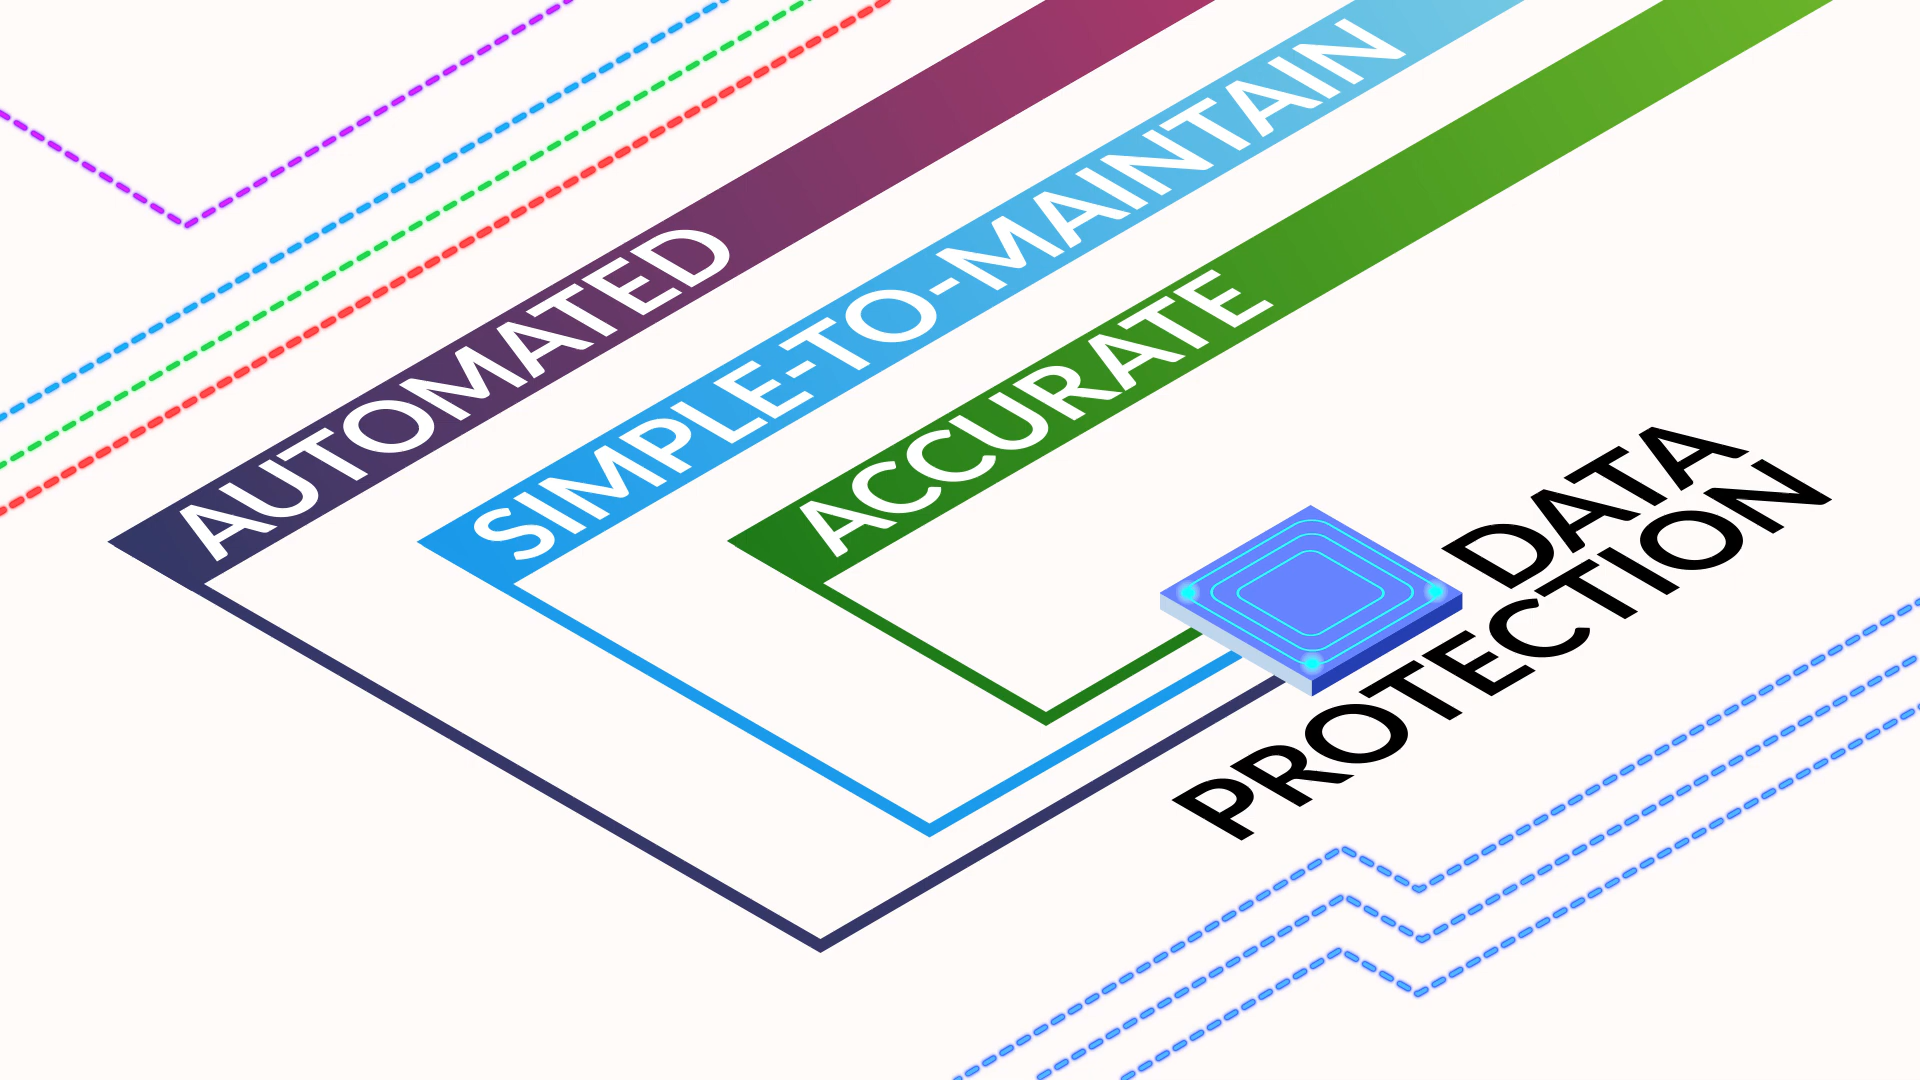 AUTOMATED
SIMPLE-TO-MAINTAIN
ACCURATE
DATA
PROTECTION